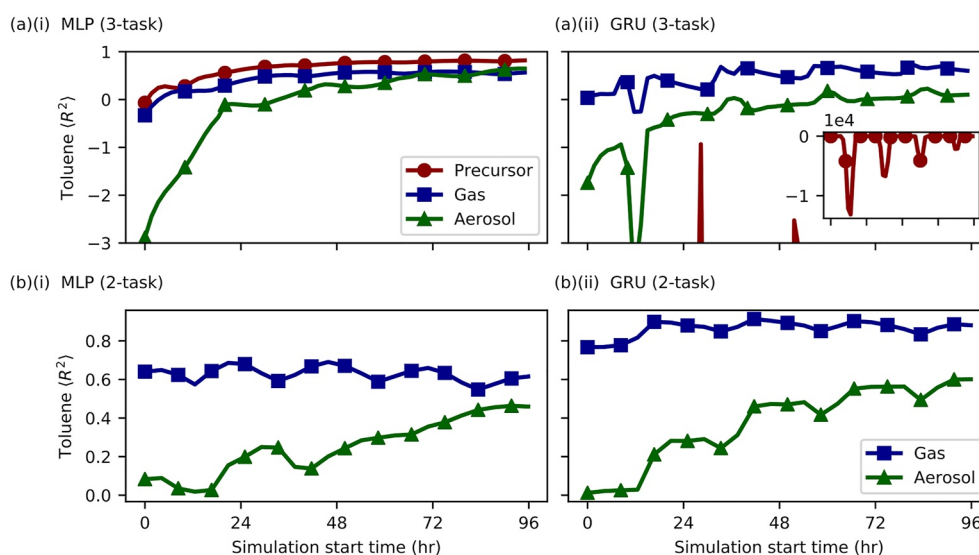 (a)(i) MLP (3-task)
(a)(ii) GRU (3-task)
Toluene ⟨R²⟩
1
0
−1
−2
−3
Precursor
Gas
Aerosol
1e4
0
−1
(b)(i) MLP (2-task)
(b)(ii) GRU (2-task)
Toluene ⟨R²⟩
0.8
0.6
0.4
0.2
0.0
Gas
Aerosol
0 24 48 72 96
0 24 48 72 96
Simulation start time (hr)
Simulation start time (hr)